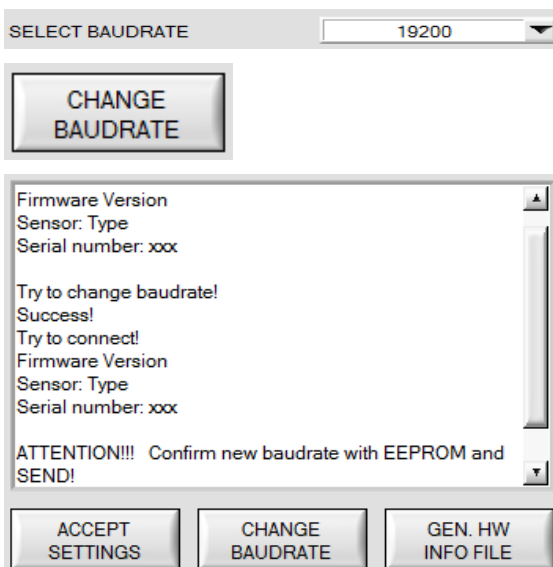 SELECT BAUDRATE 19200
CHANGE
BAUDRATE
Firmware Version
Sensor: Type
Serial number: xxx
Try to change baudrate!
Success!
Try to connect!
Firmware Version
Sensor: Type
Serial number: xxx
ATTENTION!!! Confirm new baudrate with EEPROM and
SEND!
ACCEPT
SETTINGS
CHANGE
BAUDRATE
GEN. HW
INFO FILE